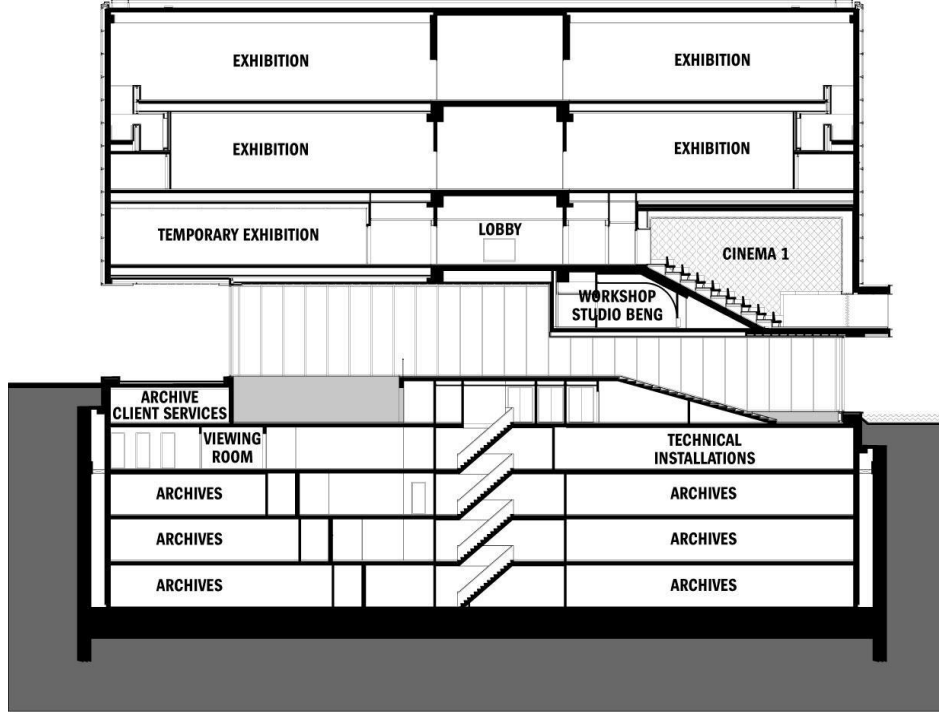 EXHIBITION
EXHIBITION
EXHIBITION
EXHIBITION
TEMPORARY EXHIBITION
LOBBY
CINEMA 1
WORKSHOP
STUDIO BENG
ARCHIVE
CLIENT SERVICES
VIEWING
ROOM
TECHNICAL
INSTALLATIONS
ARCHIVES
ARCHIVES
ARCHIVES
ARCHIVES
ARCHIVES
ARCHIVES